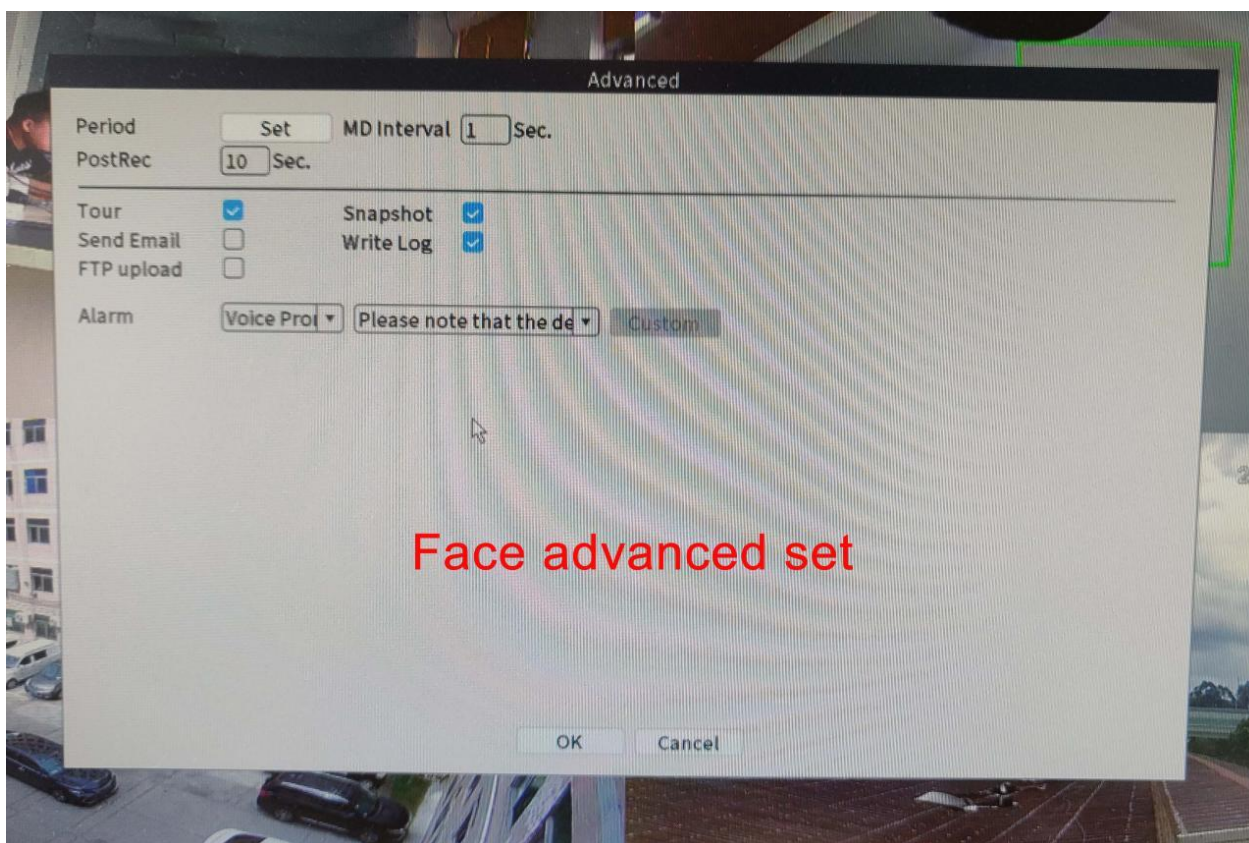 Advanced
Period Set MD Interval 1 Sec.
PostRec 10 Sec.
Tour Snapshot
Send Email Write Log
FTP upload
Alarm Voice Pro Please note that the de Custom
Face advanced set
OK Cancel